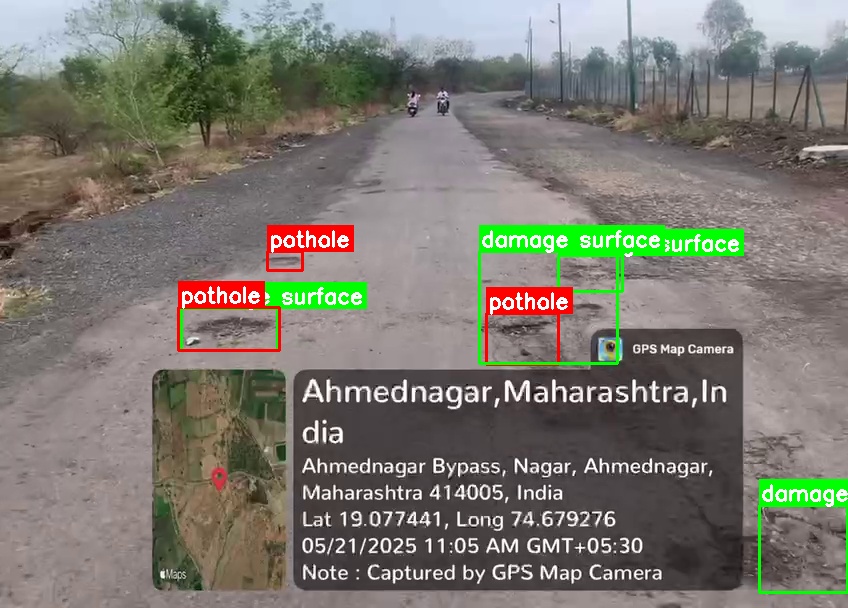 pothole
damage surface
surface
pothole
surface
pothole
GPS Map Camera
Ahmednagar,Maharashtra,In
dia
Ahmednagar Bypass, Nagar, Ahmednagar,
Maharashtra 414005, India
Lat 19.077441, Long 74.679276
05/21/2025 11:05 AM GMT+05:30
Note : Captured by GPS Map Camera
Maps
damage